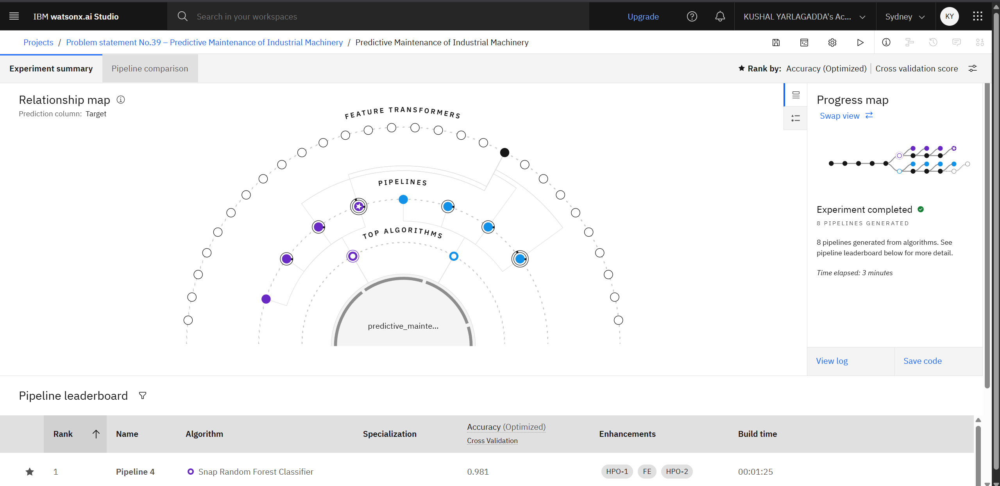 IBM watsonx.ai Studio
Search in your workspaces
Upgrade
KUSHAL YARLAGADDA's Ac...
Sydney
KY
Projects / Problem statement No.39 – Predictive Maintenance of Industrial Machinery / Predictive Maintenance of Industrial Machinery
Experiment summary
Pipeline comparison
Rank by: Accuracy (Optimized) | Cross validation score
Relationship map
Prediction column: Target
FEATURE TRANSFORMERS
PIPELINES
TOP ALGORITHMS
predictive_mainte...
Progress map
Swap view
Experiment completed
8 PIPELINES GENERATED
8 pipelines generated from algorithms. See
pipeline leaderboard below for more detail.
Time elapsed: 3 minutes
View log
Save code
Pipeline leaderboard
Rank
Name
Algorithm
Specialization
Accuracy (Optimized)
Cross Validation
Enhancements
Build time
1
Pipeline 4
Snap Random Forest Classifier
0.981
HPO-1
FE
HPO-2
00:01:25